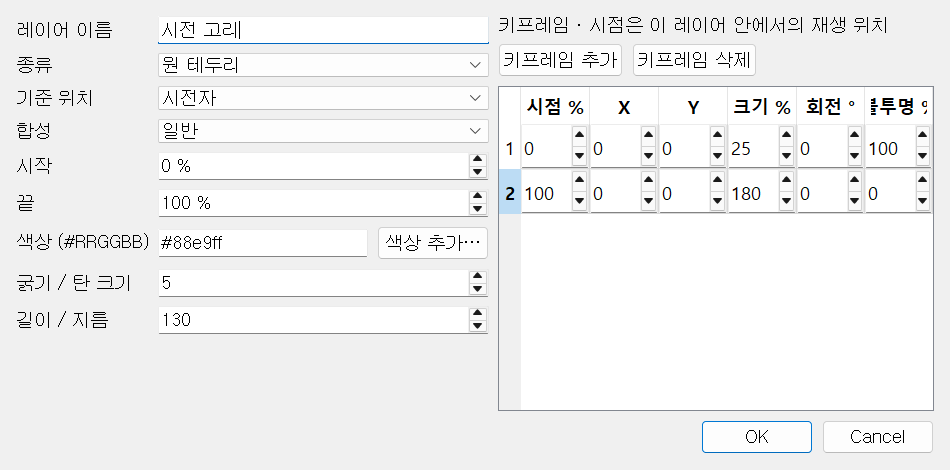 레이어 이름
시전 고리
종류
원 테두리
기준 위치
시전자
합성
일반
시작
0 %
끝
100 %
색상 (#RRGGBB)
#88e9ff
색상 추가…
굵기 / 탄 크기
5
길이 / 지름
130
키프레임 · 시점은 이 레이어 안에서의 재생 위치
키프레임 추가
키프레임 삭제
시점 % X Y 크기 % 회전 ° 불투명 %
1 0 0 0 25 0 100
2 100 0 0 180 0 0
OK
Cancel